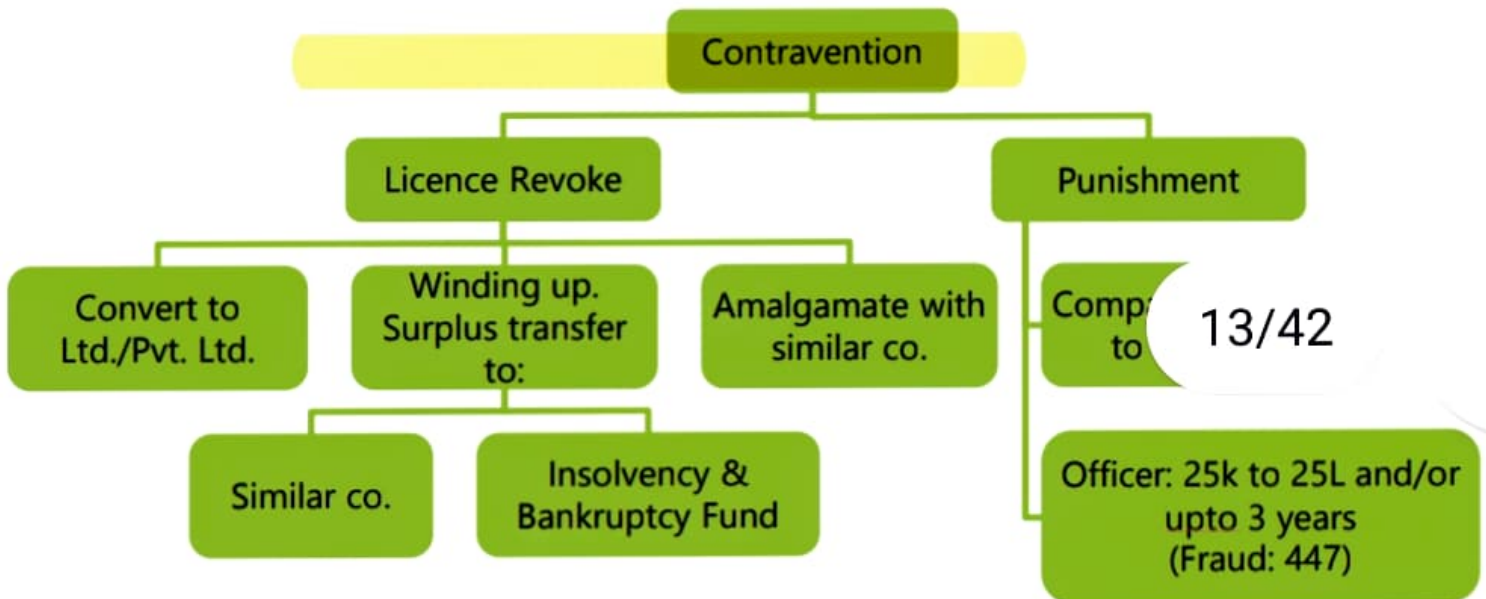 Contravention
Licence Revoke
Punishment
Convert to
Ltd./Pvt. Ltd.
Winding up.
Surplus transfer
to:
Amalgamate with
similar co.
to
13/42
Similar co.
Insolvency &
Bankruptcy Fund
Officer: 25k to 25L and/or
upto 3 years
(Fraud: 447)